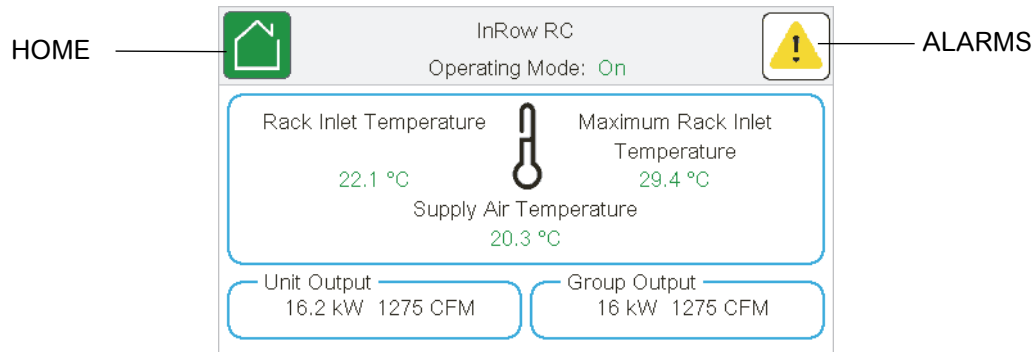 HOME
InRow RC
ALARMS
Operating Mode: On
Rack Inlet Temperature
22.1 °C
Maximum Rack Inlet
Temperature
29.4 °C
Supply Air Temperature
20.3 °C
Unit Output
16.2 kW 1275 CFM
Group Output
16 kW 1275 CFM